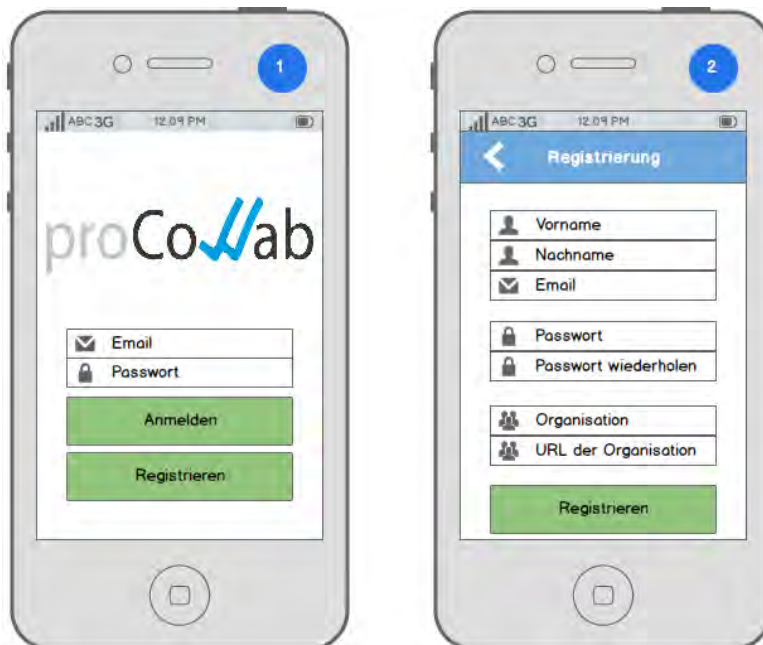 1
ABC 3G 12:09 PM
proCollab
Email
Passwort
Anmelden
Registrieren
2
ABC 3G 12:09 PM
Registrierung
Vorname
Nachname
Email
Passwort
Passwort wiederholen
Organisation
URL der Organisation
Registrieren